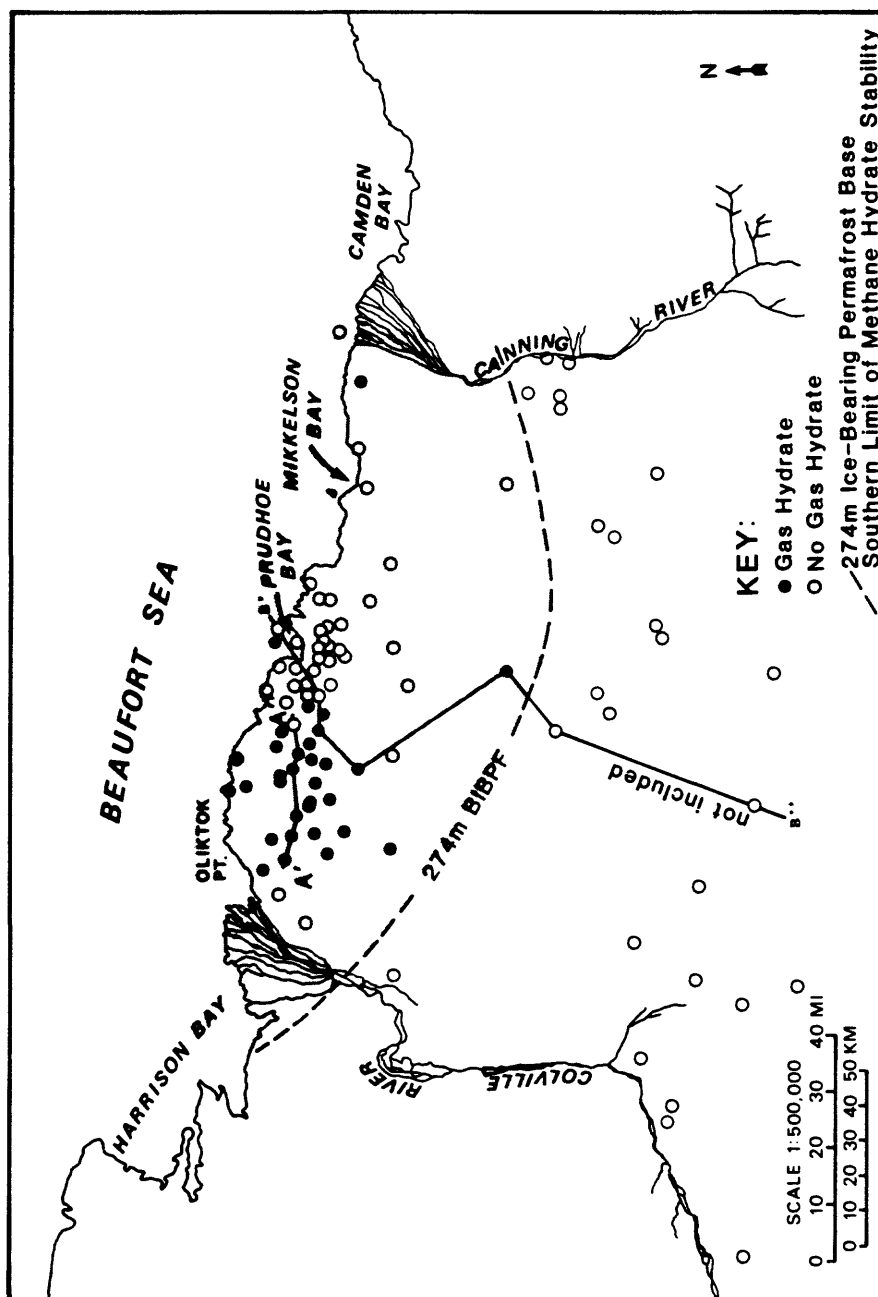 BEAUFORT SEA
HARRISON BAY
OLIKTOK
PT.
B' PRUDHOE
BAY
MIKKELSON
BAY
CAMDEN
BAY
A
A'
A
274m BIBPF
COLVILLE
RIVER
CANNING
RIVER
not included
B''
N
SCALE 1:500,000
0 10 20 30 40 MI
0 10 20 30 40 50 KM
KEY:
Gas Hydrate
No Gas Hydrate
274m Ice-Bearing Permafrost Base
Southern Limit of Methane Hydrate Stability